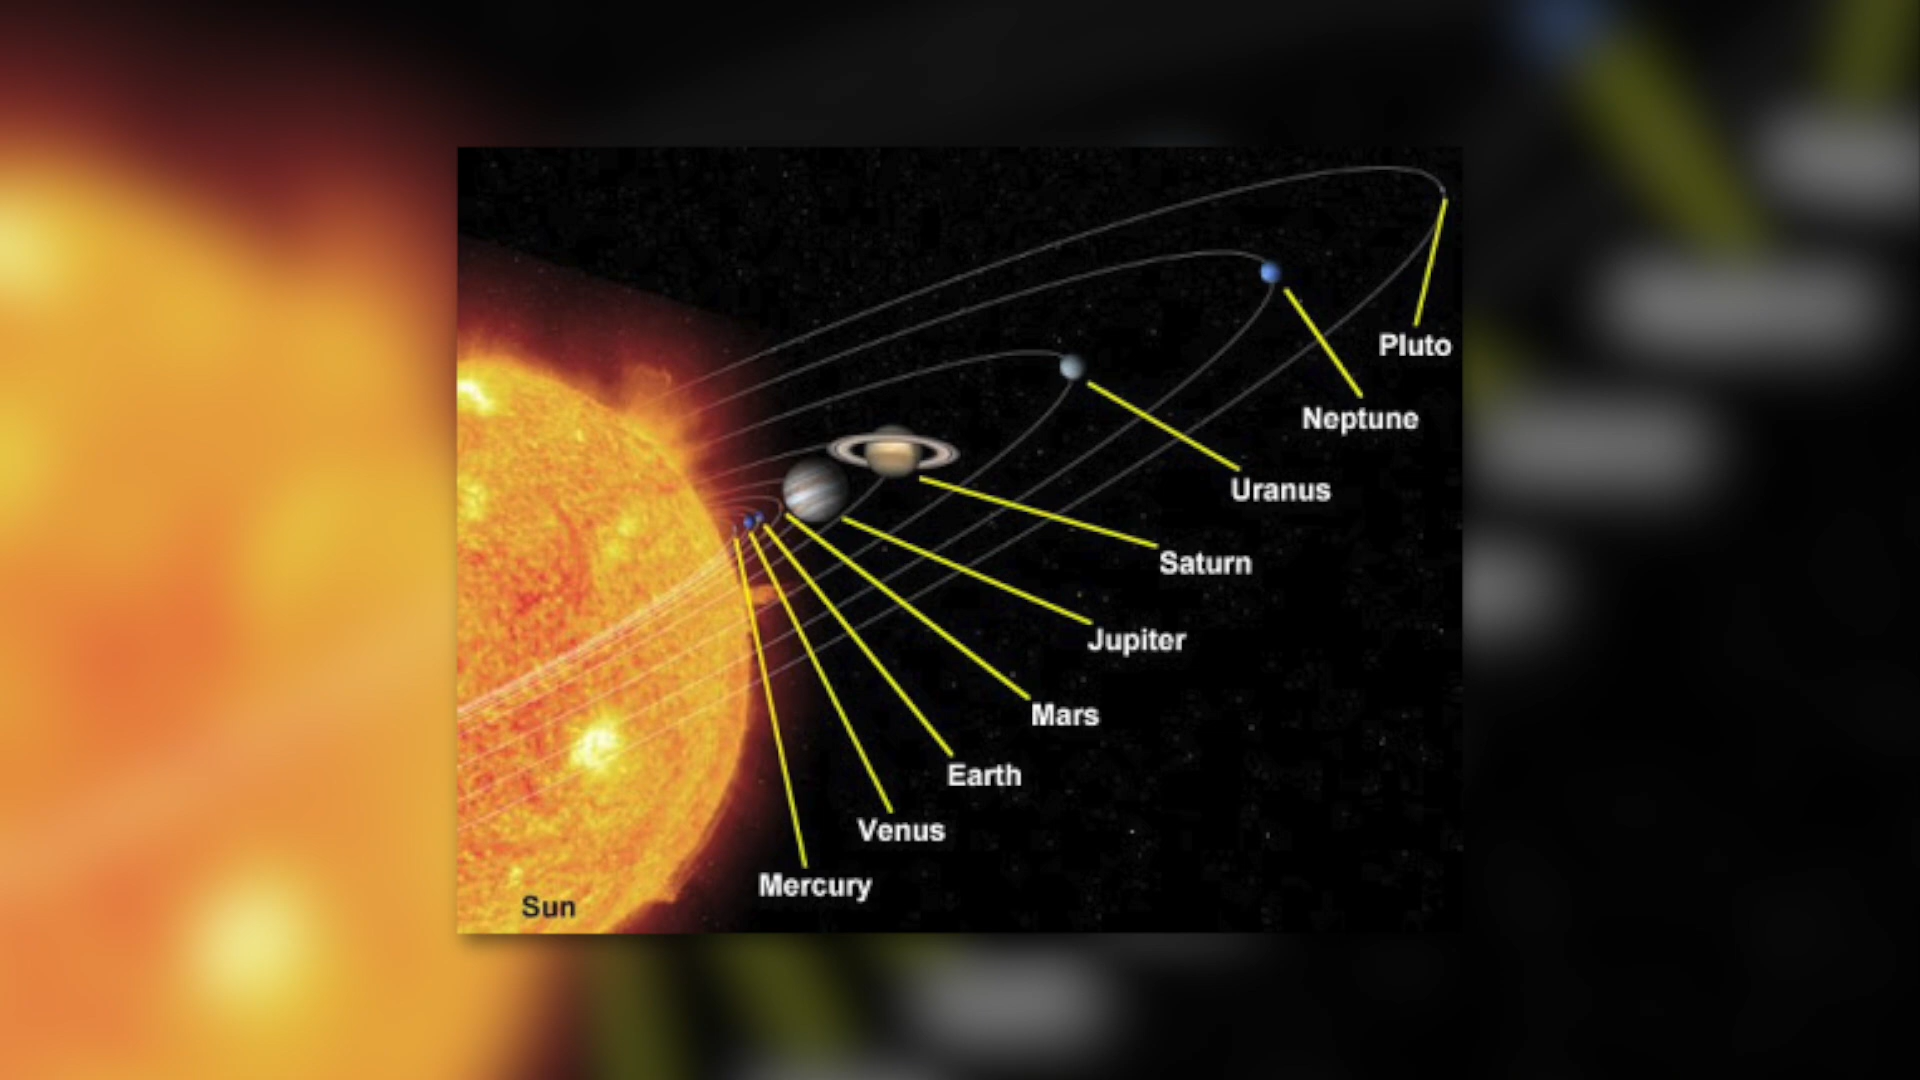 Pluto
Neptune
Uranus
Saturn
Jupiter
Mars
Earth
Venus
Mercury
Sun